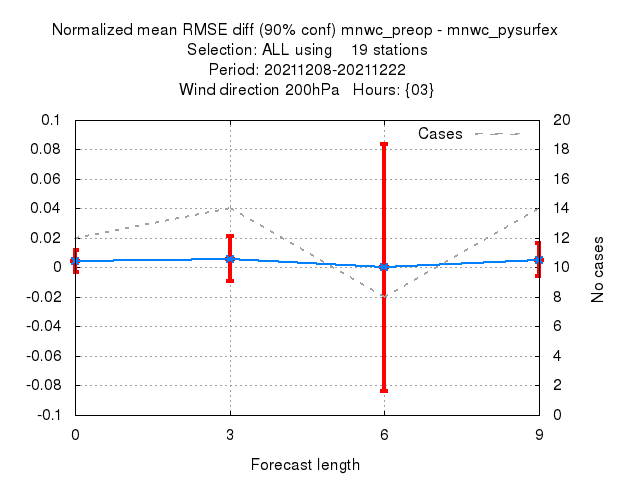 Normalized mean RMSE diff (90% conf) mnwc_preop - mnwc_pysurfex
Selection: ALL using 19 stations
Period: 20211208-20211222
Wind direction 200hPa Hours: {03}
Cases
0.1
0.08
0.06
0.04
0.02
0
-0.02
-0.04
-0.06
-0.08
-0.1
20
18
16
14
12
10
8
6
4
2
0
No cases
0 3 6 9
Forecast length